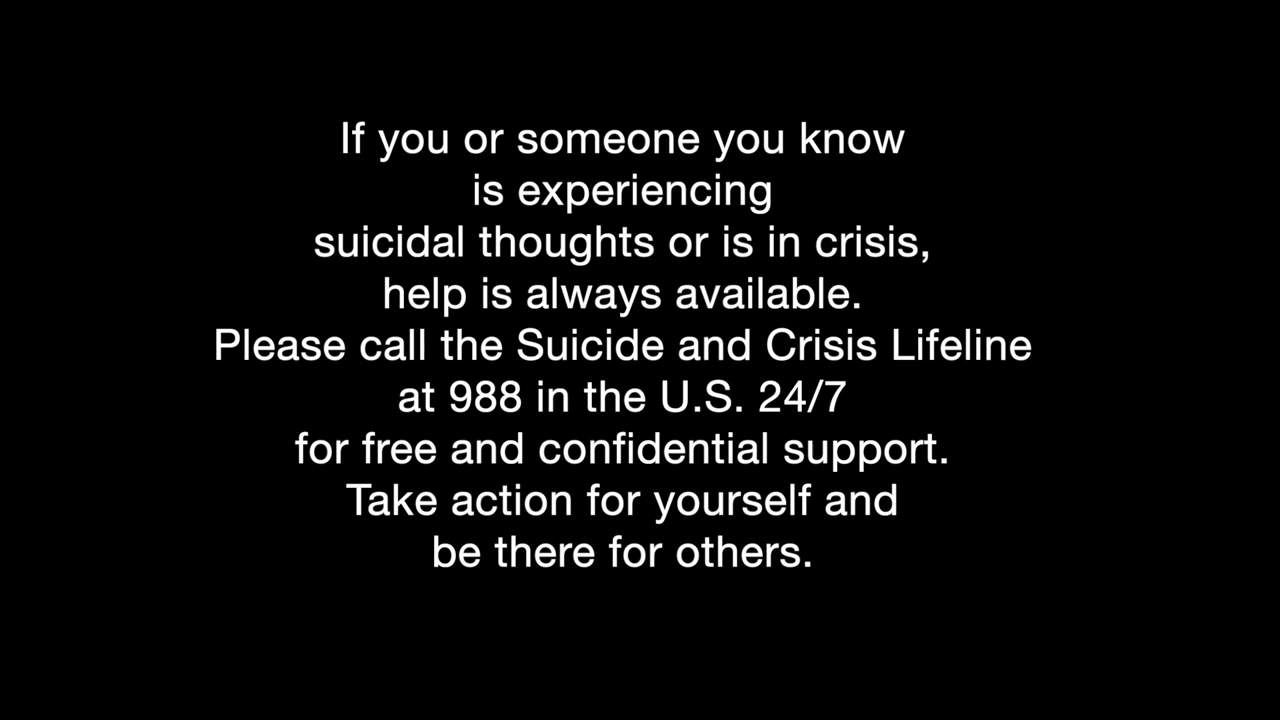 If you or someone you know
is experiencing
suicidal thoughts or is in crisis,
help is always available.
Please call the Suicide and Crisis Lifeline
at 988 in the U.S. 24/7
for free and confidential support.
Take action for yourself and
be there for others.